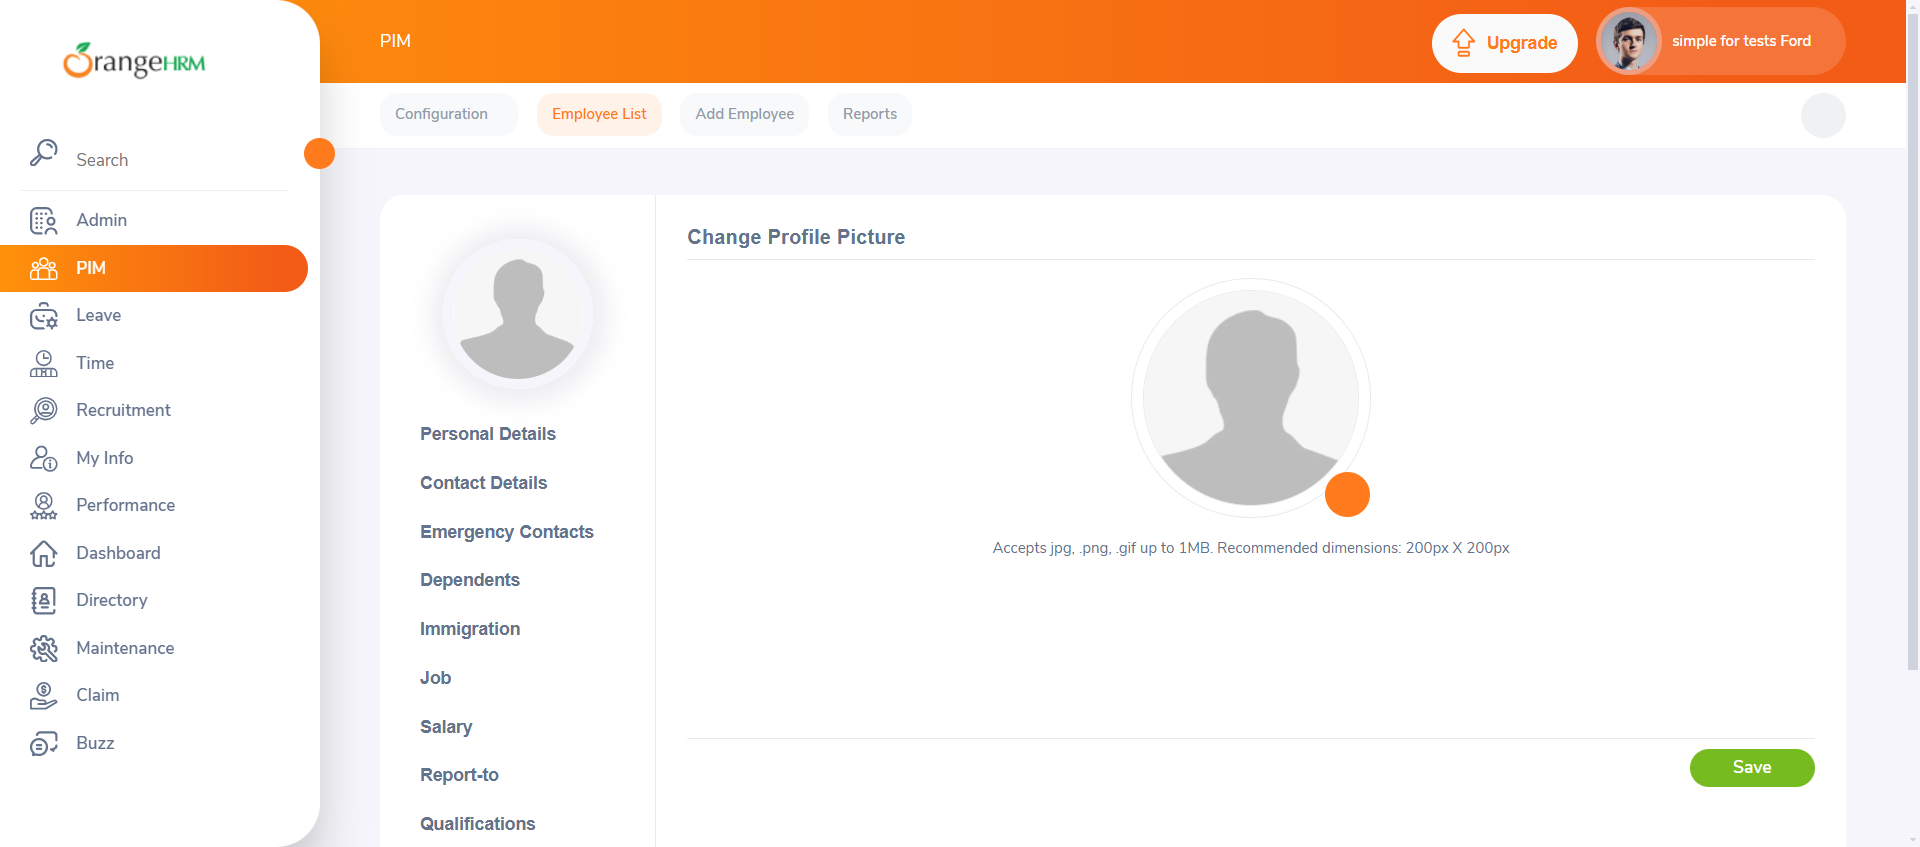 OrangeHRM
PIM
Upgrade
simple for tests Ford
Configuration
Employee List
Add Employee
Reports
Search
Admin
PIM
Leave
Time
Recruitment
My Info
Performance
Dashboard
Directory
Maintenance
Claim
Buzz
Personal Details
Contact Details
Emergency Contacts
Dependents
Immigration
Job
Salary
Report-to
Qualifications
Change Profile Picture
Accepts jpg, .png, .gif up to 1MB. Recommended dimensions: 200px X 200px
Save